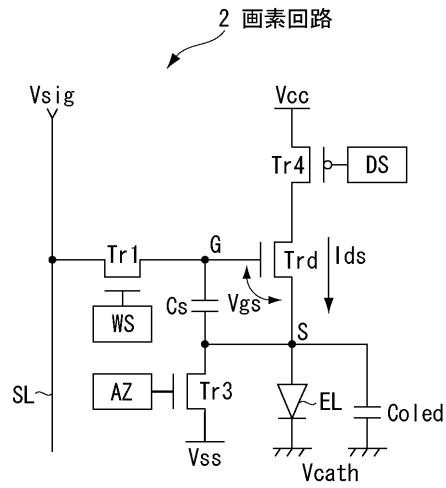 2 画素回路
Vsig
Vcc
Tr4
DS
Tr1
G
Trd
Ids
WS
Cs
Vgs
S
SL
AZ
Tr3
EL
Coled
Vss
Vcath